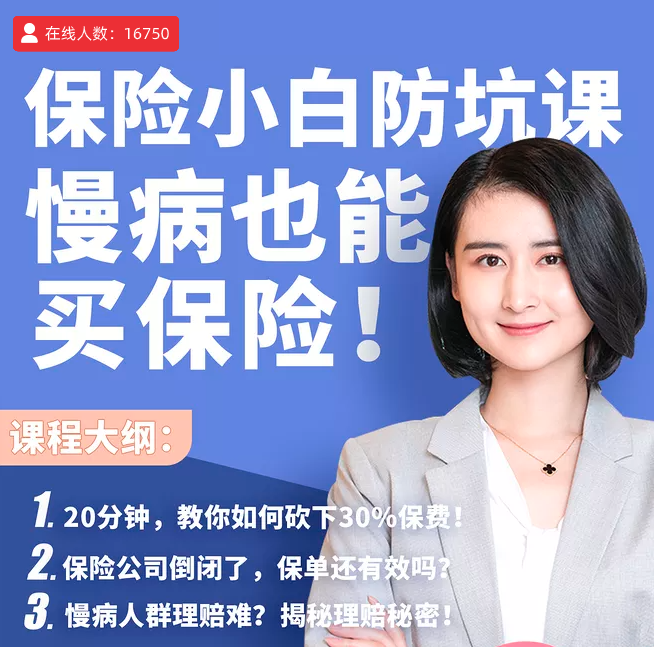 在线人数：16750
保险小白防坑课
慢病也能
买保险！
课程大纲：
1. 20分钟，教你如何砍下30%保费！
2. 保险公司倒闭了，保单还有效吗？
3. 慢病人群理赔难？揭秘理赔秘密！